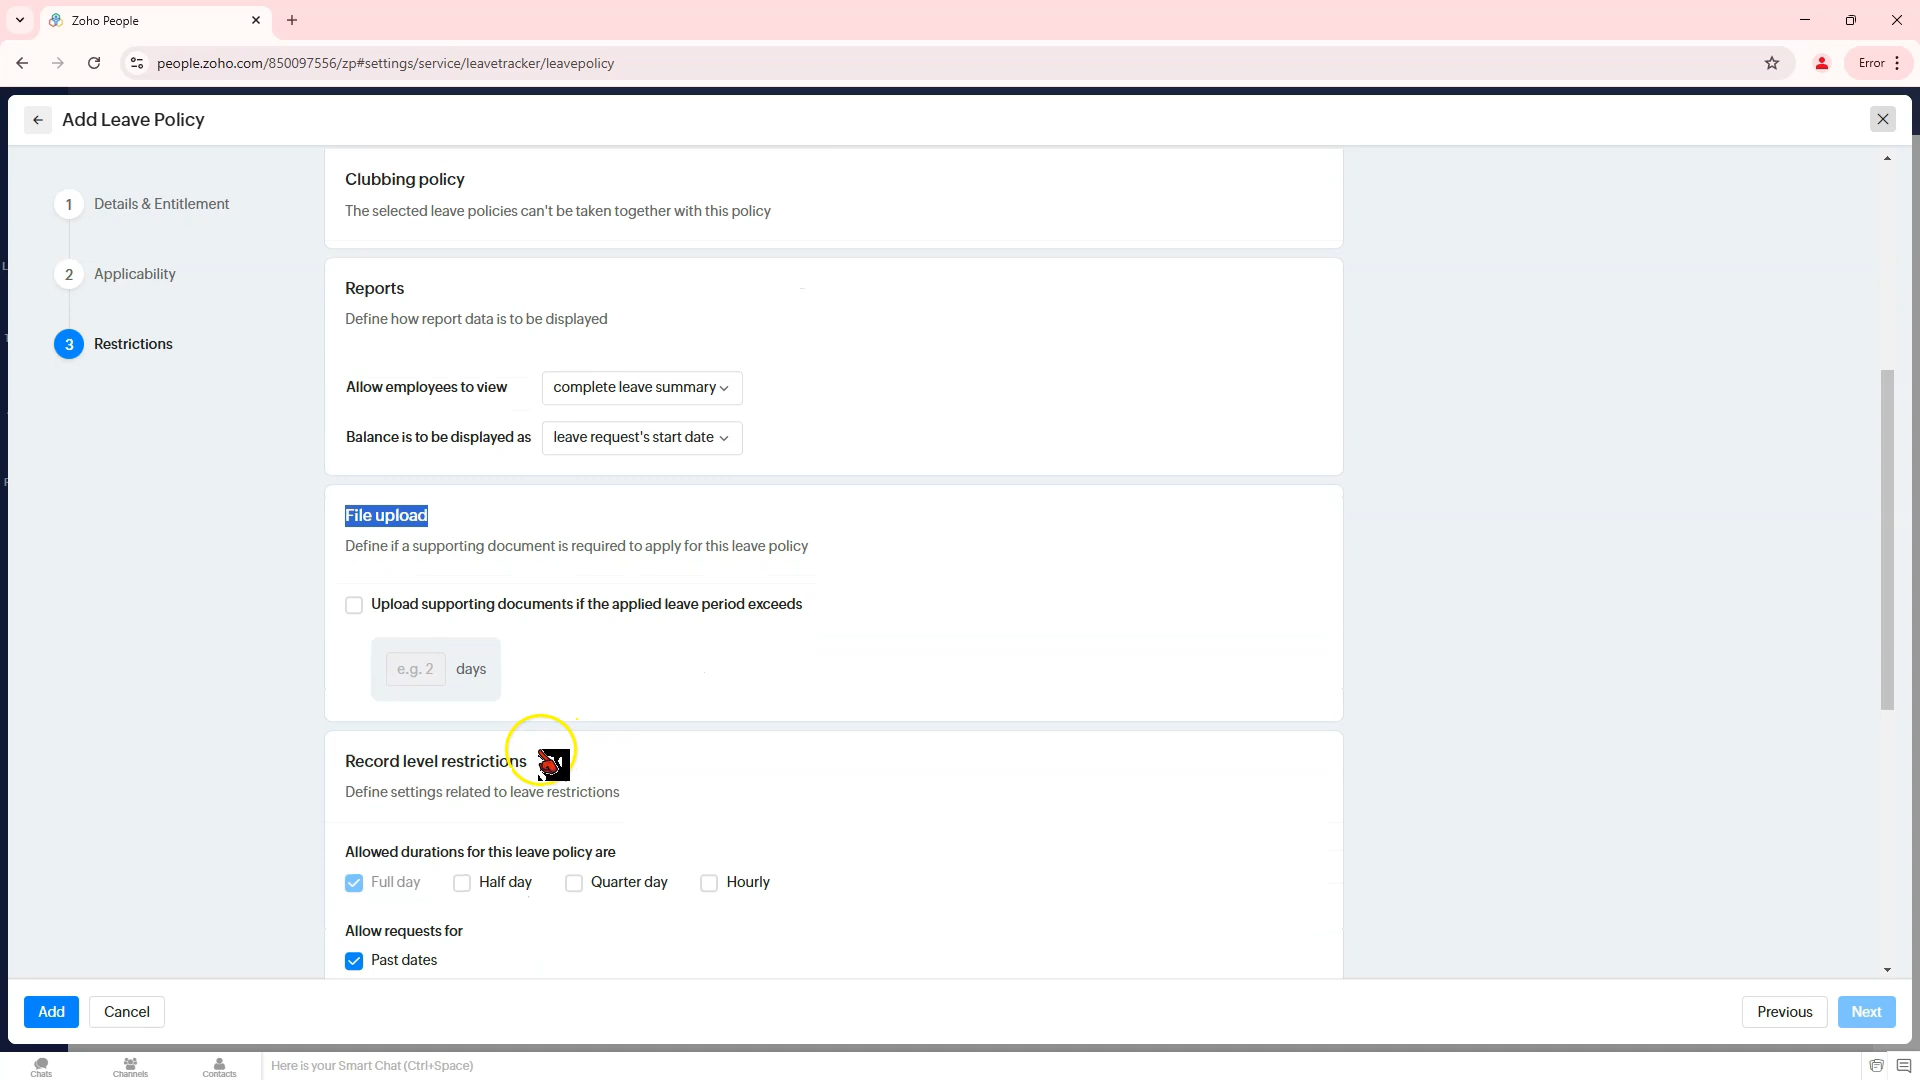 Zoho People
people.zoho.com/850097556/zp#settings/service/leavetracker/leavepolicy
Error
Add Leave Policy
1 Details & Entitlement
2 Applicability
3 Restrictions
Clubbing policy
The selected leave policies can't be taken together with this policy
Reports
Define how report data is to be displayed
Allow employees to view complete leave summary
Balance is to be displayed as leave request's start date
File upload
Define if a supporting document is required to apply for this leave policy
Upload supporting documents if the applied leave period exceeds
e.g. 2 days
Record level restrictions
Define settings related to leave restrictions
Allowed durations for this leave policy are
Full day Half day Quarter day Hourly
Allow requests for
Past dates
Add Cancel Previous Next
Chats Channels Contacts Here is your Smart Chat (Ctrl+Space)